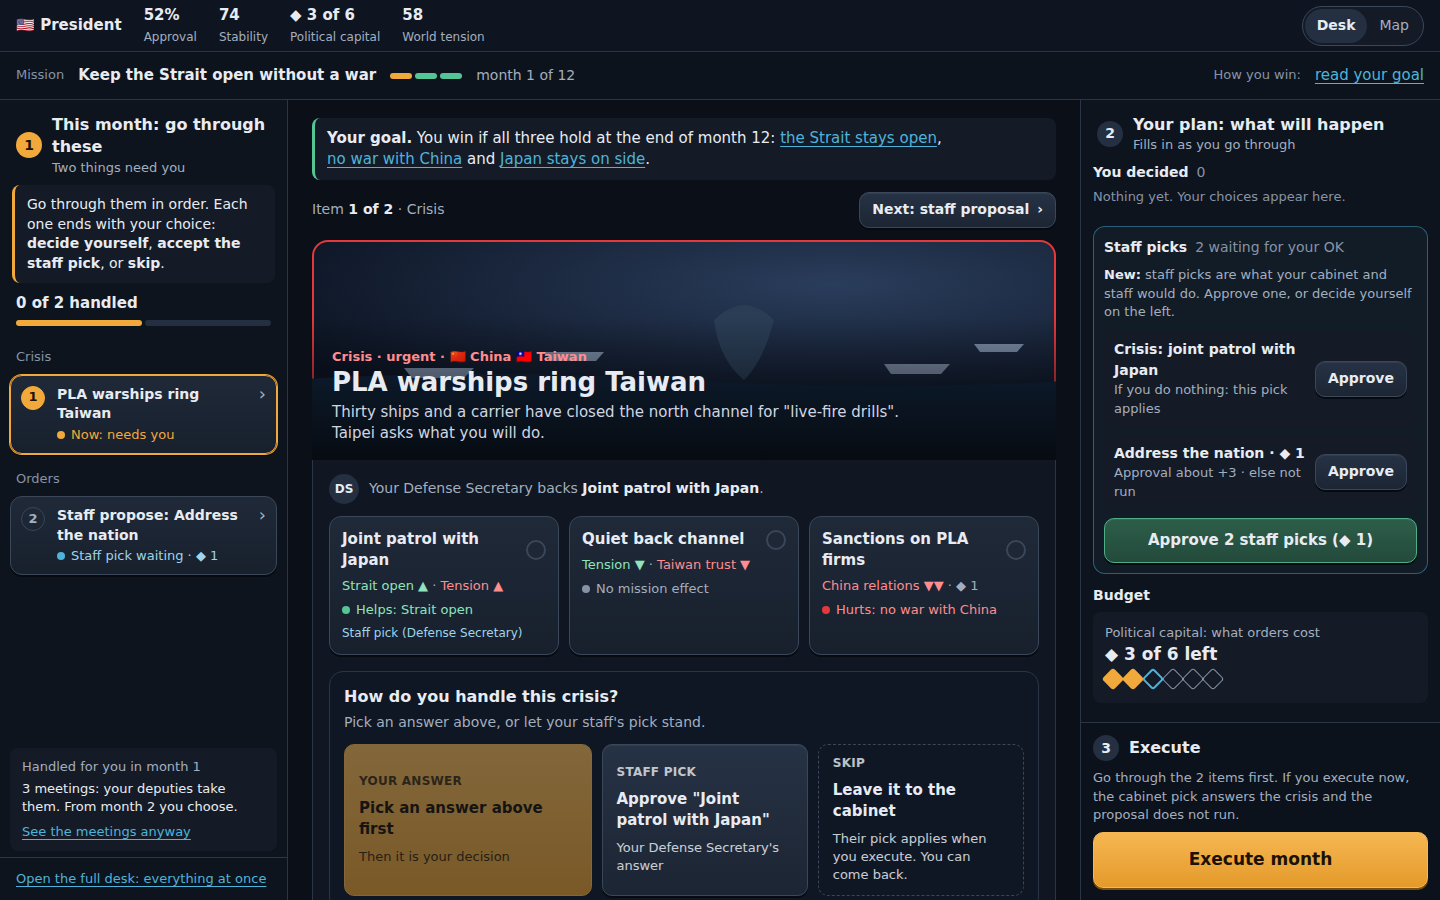 🇺🇸 President
52%
Approval
74
Stability
◆ 3 of 6
Political capital
58
World tension
Desk
Map
Mission
Keep the Strait open without a war
month 1 of 12
How you win:
read your goal
1
This month: go through
these
Two things need you
Go through them in order. Each
one ends with your choice:
decide yourself, accept the
staff pick, or skip.
0 of 2 handled
Crisis
1
PLA warships ring
Taiwan
›
Now: needs you
Orders
2
Staff propose: Address
the nation
›
Staff pick waiting · ◆ 1
Handled for you in month 1
3 meetings: your deputies take
them. From month 2 you choose.
See the meetings anyway
Open the full desk: everything at once
Your goal. You win if all three hold at the end of month 12: the Strait stays open,
no war with China and Japan stays on side.
Item 1 of 2 · Crisis
Next: staff proposal ›
Crisis · urgent · 🇨🇳 China 🇹🇼 Taiwan
PLA warships ring Taiwan
Thirty ships and a carrier have closed the north channel for "live-fire drills".
Taipei asks what you will do.
DS
Your Defense Secretary backs Joint patrol with Japan.
Joint patrol with
Japan
Strait open ▲ · Tension ▲
Helps: Strait open
Staff pick (Defense Secretary)
Quiet back channel
Tension ▼ · Taiwan trust ▼
No mission effect
Sanctions on PLA
firms
China relations ▼▼ · ◆ 1
Hurts: no war with China
How do you handle this crisis?
Pick an answer above, or let your staff's pick stand.
YOUR ANSWER
Pick an answer above
first
Then it is your decision
STAFF PICK
Approve "Joint
patrol with Japan"
Your Defense Secretary's
answer
SKIP
Leave it to the
cabinet
Their pick applies when
you execute. You can
come back.
2
Your plan: what will happen
Fills in as you go through
You decided 0
Nothing yet. Your choices appear here.
Staff picks 2 waiting for your OK
New: staff picks are what your cabinet and
staff would do. Approve one, or decide yourself
on the left.
Crisis: joint patrol with
Japan
If you do nothing: this pick
applies
Approve
Address the nation · ◆ 1
Approval about +3 · else not
run
Approve
Approve 2 staff picks (◆ 1)
Budget
Political capital: what orders cost
◆ 3 of 6 left
3
Execute
Go through the 2 items first. If you execute now,
the cabinet pick answers the crisis and the
proposal does not run.
Execute month